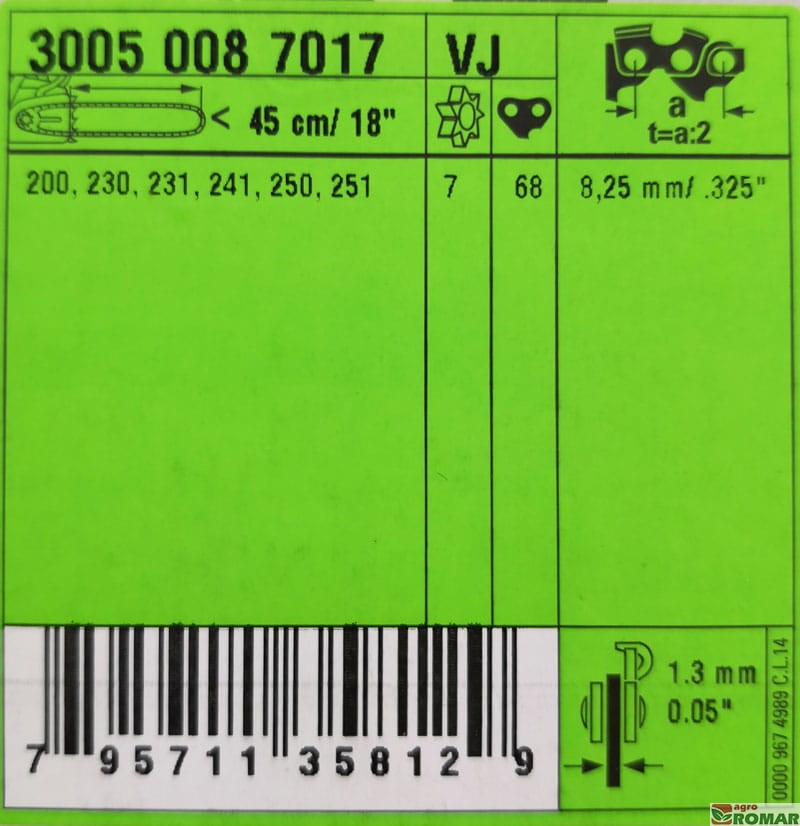 3005 008 7017 VJ
< 45 cm/ 18"
a
t=a:2
200, 230, 231, 241, 250, 251 7 68 8,25 mm/ .325"
1.3 mm
0.05"
0000 967 4989 C.L.14
7 95711 35812 9
agro
ROMAR